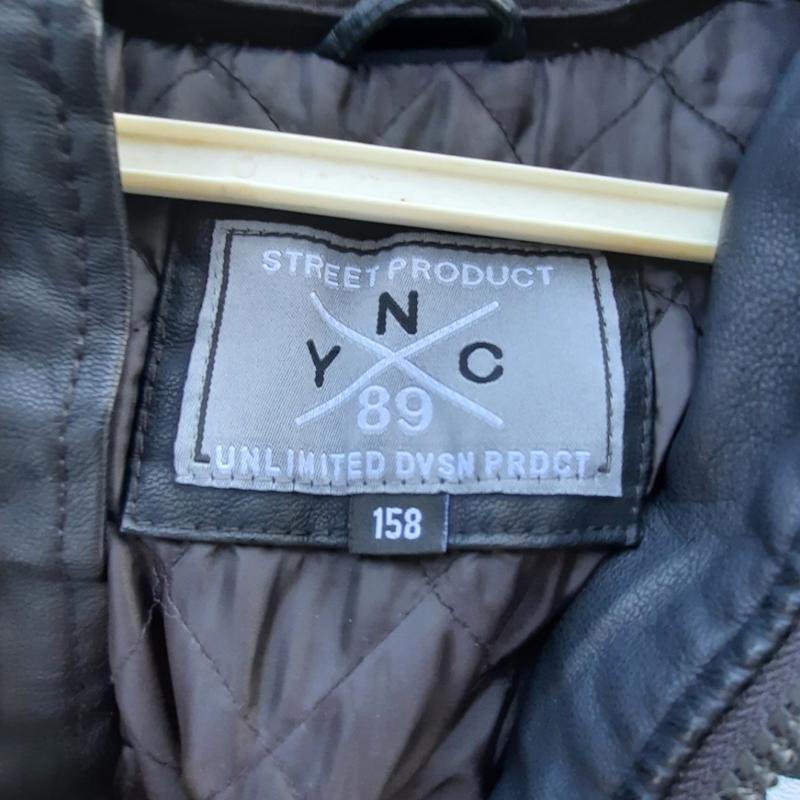 STREET PRODUCT
N
Y C
89
UNLIMITED DVSN PRDCT
158